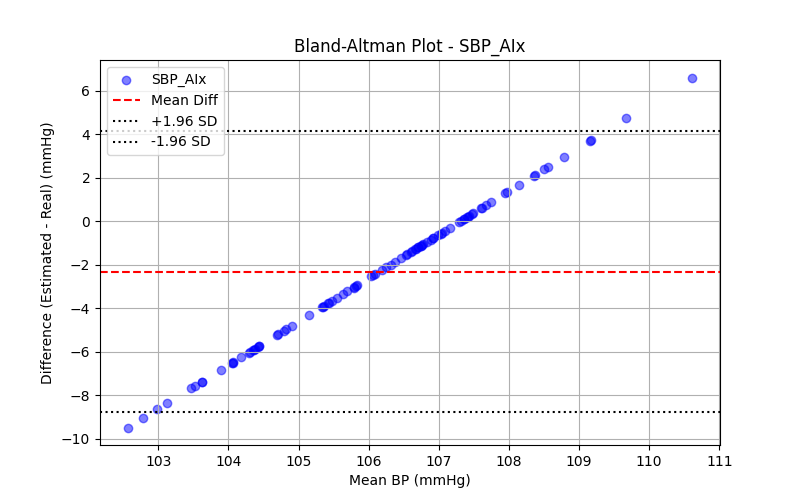 Bland-Altman Plot - SBP_AIx
SBP_AIx
Mean Diff
+1.96 SD
-1.96 SD
Difference (Estimated - Real) (mmHg)
6
4
2
0
−2
−4
−6
−8
−10
103 104 105 106 107 108 109 110 111
Mean BP (mmHg)